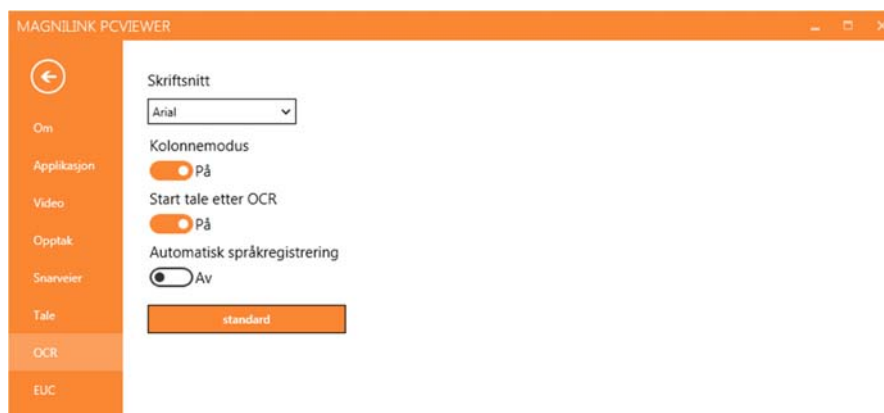 MAGNILINK PCVIEWER
Om
Applikasjon
Video
Opptak
Snarveier
Tale
OCR
EUC
Skriftsnitt
Arial
Kolonnemodus
På
Start tale etter OCR
På
Automatisk språkregistrering
Av
standard